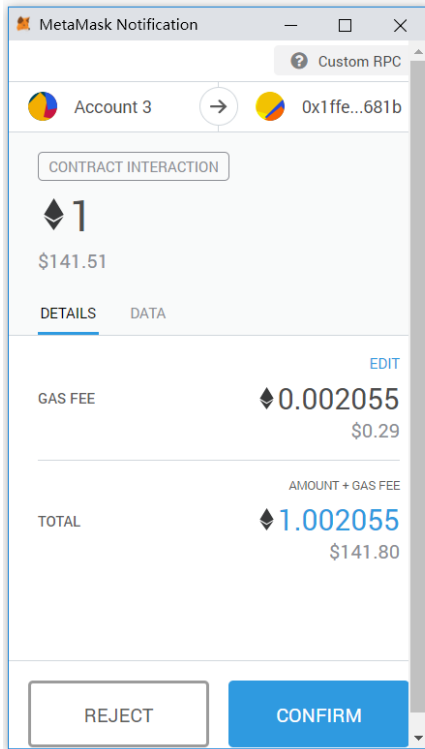 MetaMask Notification
Custom RPC
Account 3 0x1ffe...681b
CONTRACT INTERACTION
1
$141.51
DETAILS DATA
EDIT
GAS FEE 0.002055
$0.29
AMOUNT + GAS FEE
TOTAL 1.002055
$141.80
REJECT CONFIRM